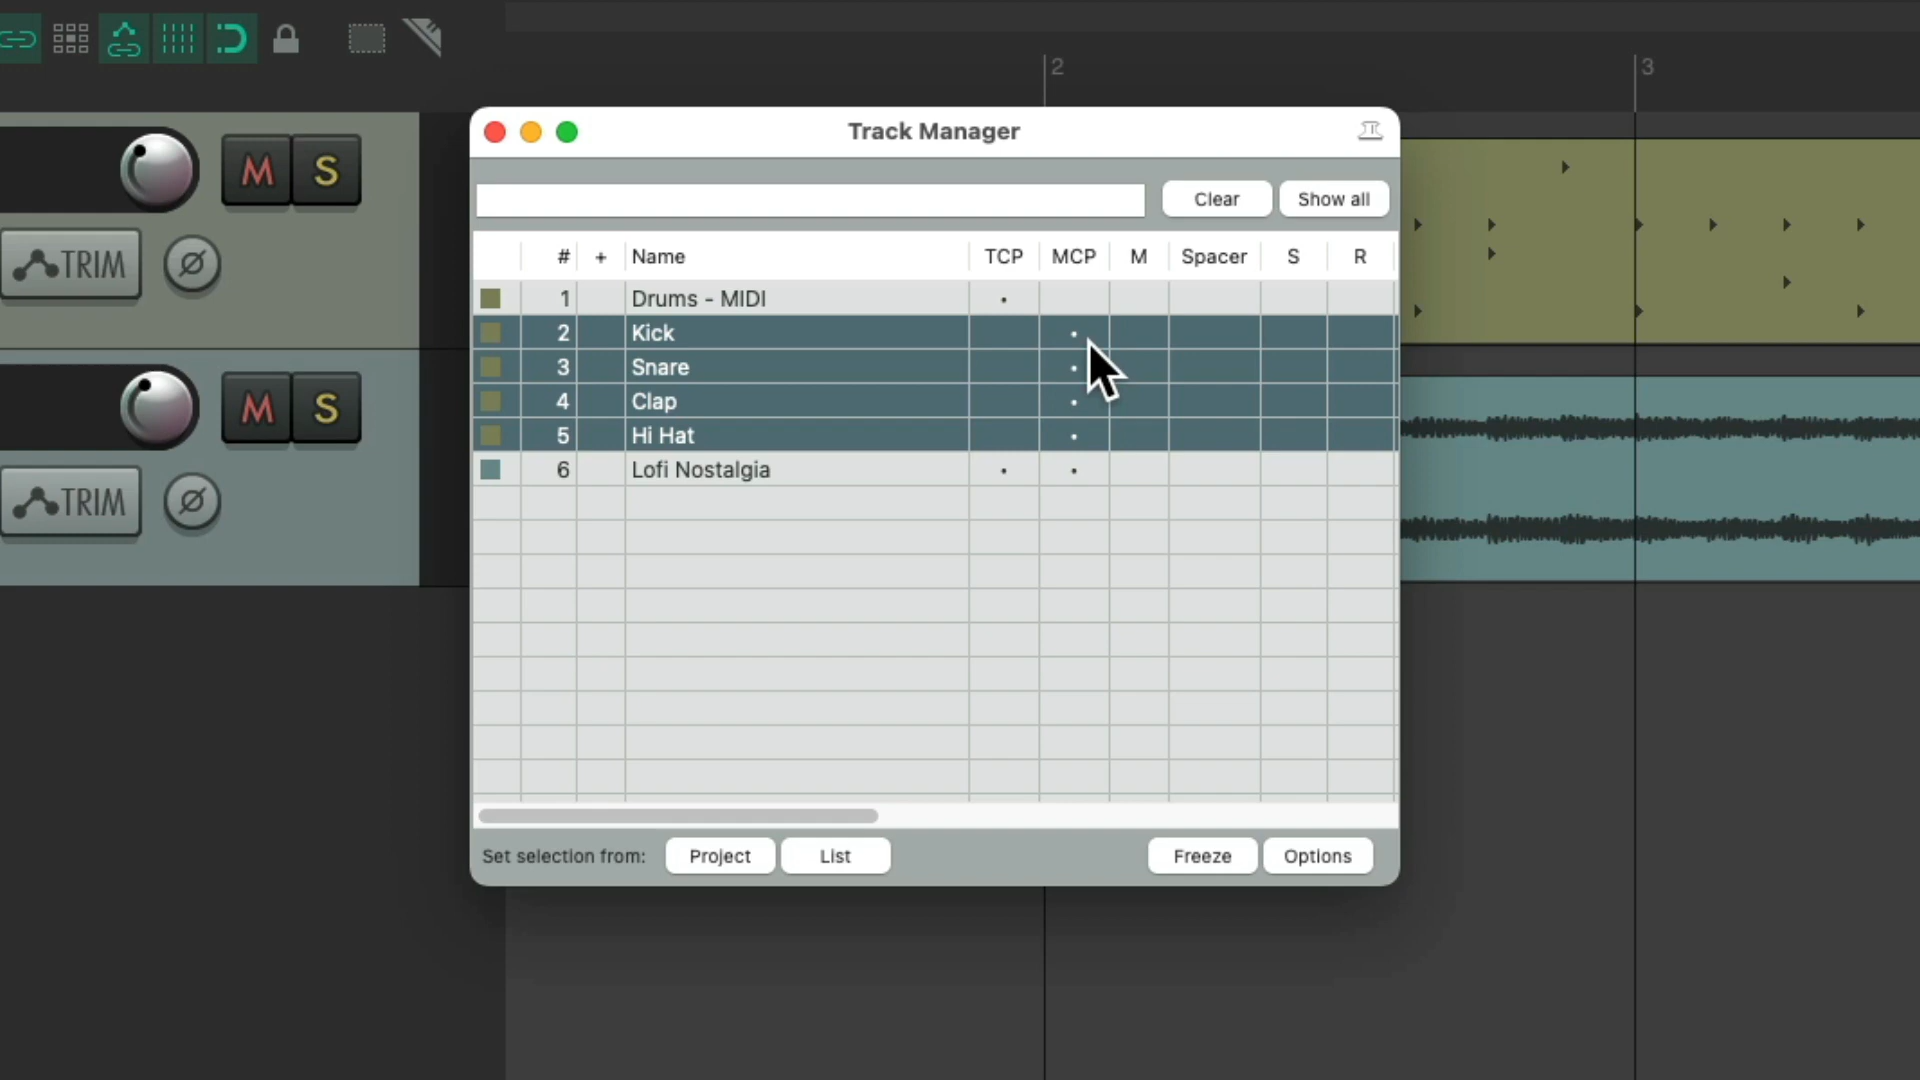 2 3
Track Manager
M S
Clear Show all
# + Name TCP MCP M Spacer S R
TRIM Ø
1 Drums - MIDI
2 Kick
3 Snare
4 Clap
M S
5 Hi Hat
6 Lofi Nostalgia
TRIM Ø
Set selection from: Project List Freeze Options